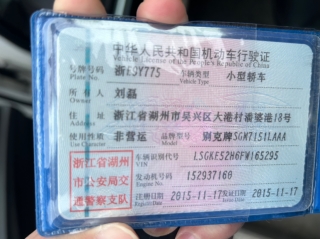 中华人民共和国机动车行驶证
Vehicle License of the People's Republic of China
号牌号码 浙E5Y775 车辆类型 小型轿车
Plate No. Vehicle Type
所有人 刘磊
Owner
住址 浙江省湖州市吴兴区大港村潘婆港18号
Address
使用性质 非营运 品牌型号 别克牌SGM7151LAAA
Use Character Model
浙江省湖州
市公安局交
通警察支队
车辆识别代号 LSGKE52H6FW165295
VIN
发动机号码 152937160
Engine No.
注册日期 2015-11-17 发证日期 2015-11-17
Register Date Issue Date